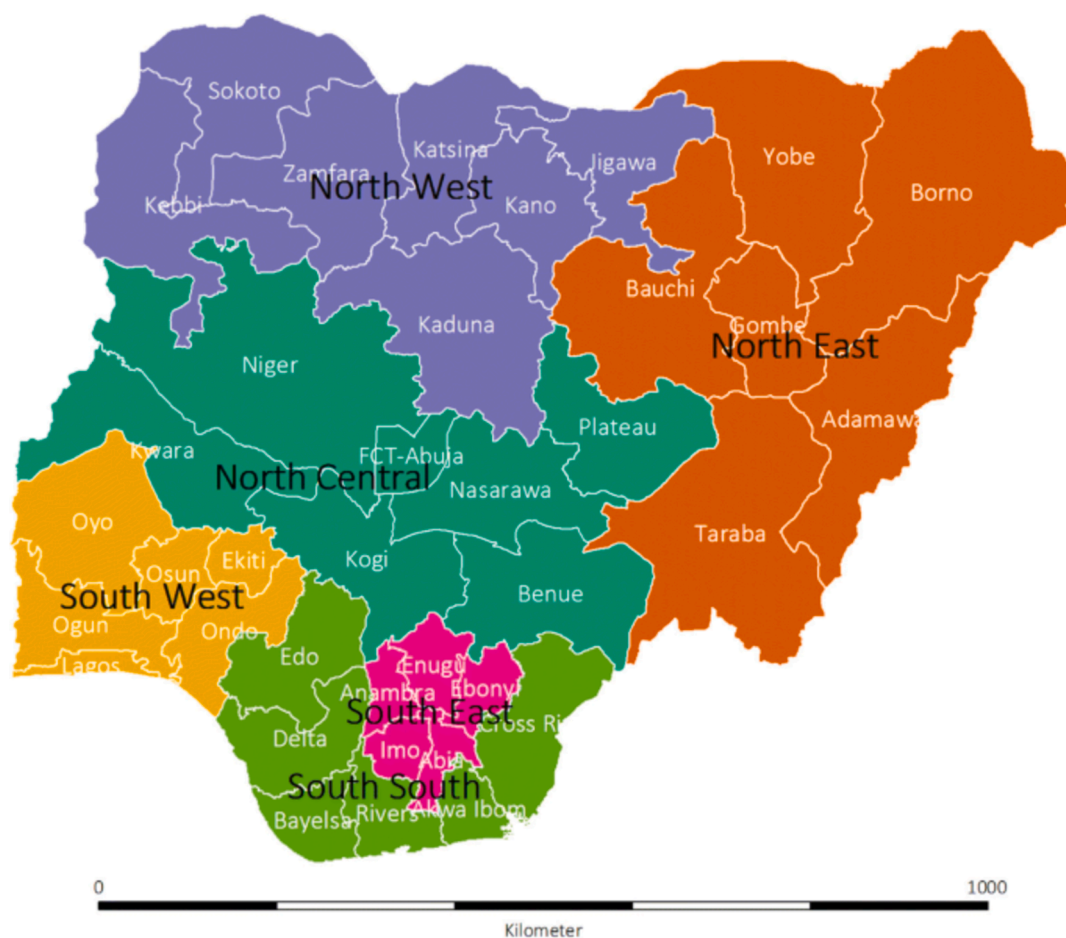 Sokoto
Katsina
Zamfara
Jigawa
Yobe
North West
Borno
Kebbi
Kano
Bauchi
Kaduna
Gombe
North East
Niger
Adamawa
Plateau
Kwara
FCT-Abuja
North Central
Nasarawa
Oyo
Taraba
Kogi
Ekiti
Osun
Benue
South West
Ogun
Ondo
Lagos
Edo
Enugu
Anambra
Ebonyi
South East
Cross Ri
Delta
Imo
Abia
South South
Bayelsa
Rivers
Akwa Ibom
0
1000
Kilometer